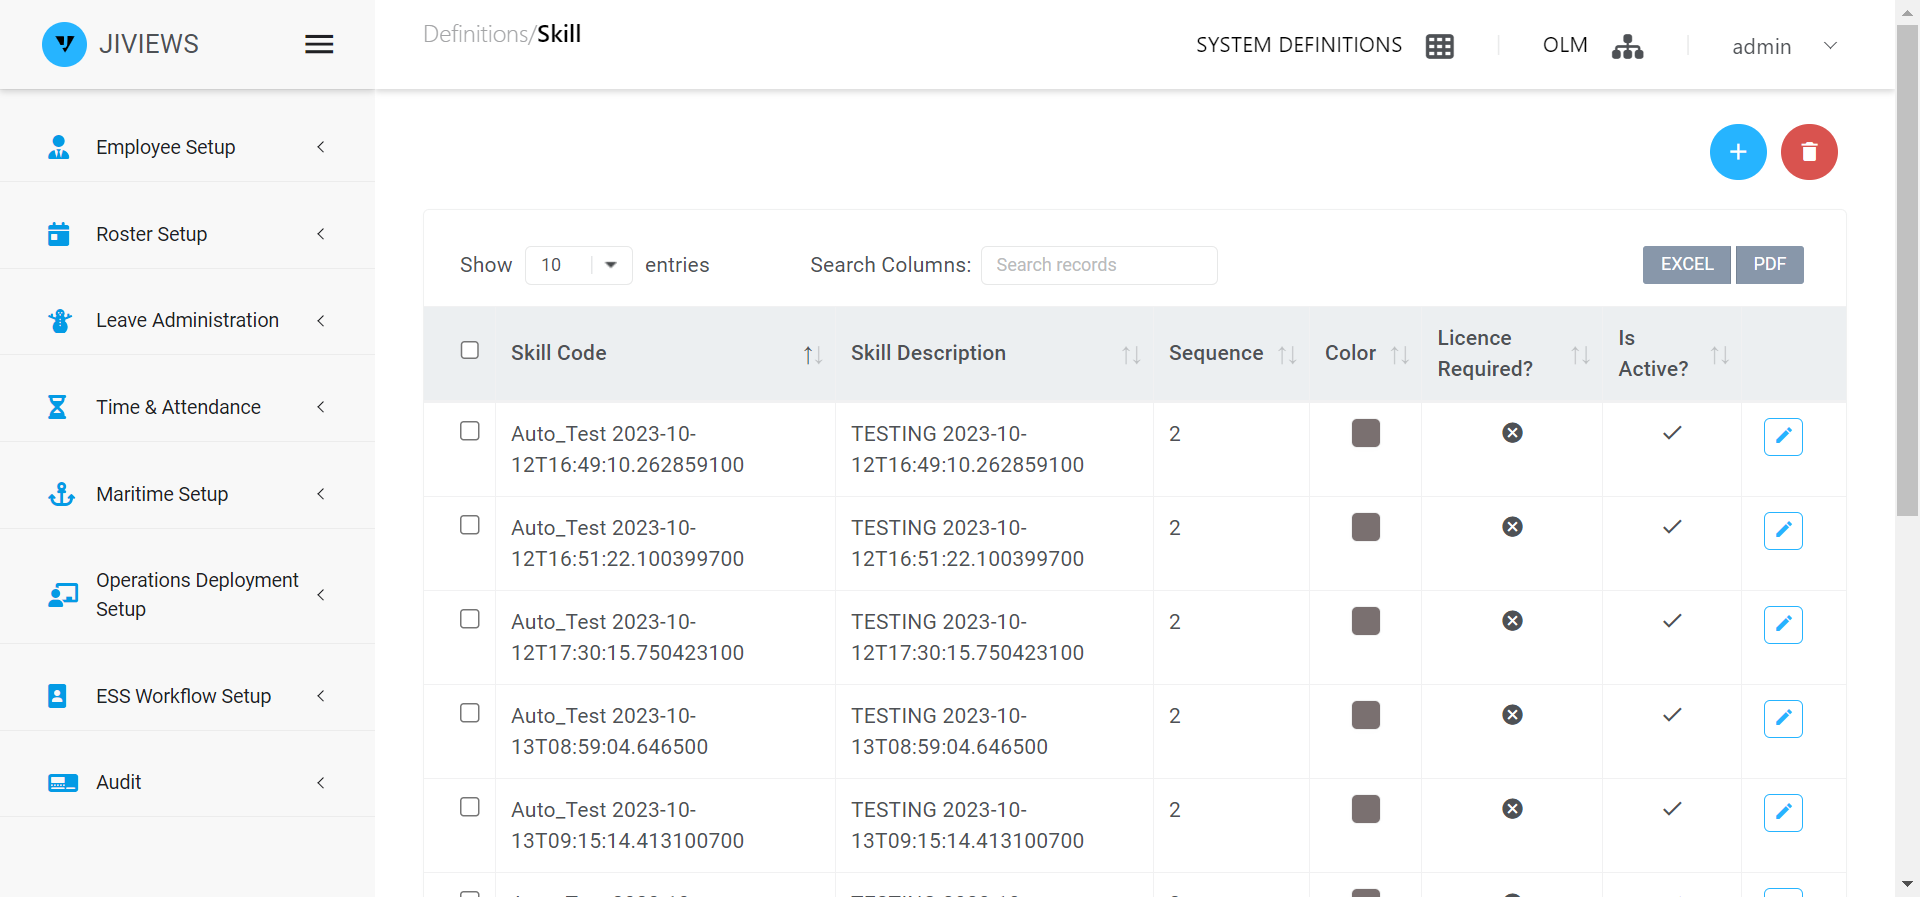 JIVIEWS
Definitions/Skill
SYSTEM DEFINITIONS
OLM
admin
Employee Setup
Roster Setup
Leave Administration
Time & Attendance
Maritime Setup
Operations Deployment
Setup
ESS Workflow Setup
Audit
Show 10 entries
Search Columns: Search records
EXCEL PDF
Skill Code
Skill Description
Sequence
Color
Licence
Required?
Is
Active?
Auto_Test 2023-10-
12T16:49:10.262859100
TESTING 2023-10-
12T16:49:10.262859100
2
Auto_Test 2023-10-
12T16:51:22.100399700
TESTING 2023-10-
12T16:51:22.100399700
2
Auto_Test 2023-10-
12T17:30:15.750423100
TESTING 2023-10-
12T17:30:15.750423100
2
Auto_Test 2023-10-
13T08:59:04.646500
TESTING 2023-10-
13T08:59:04.646500
2
Auto_Test 2023-10-
13T09:15:14.413100700
TESTING 2023-10-
13T09:15:14.413100700
2